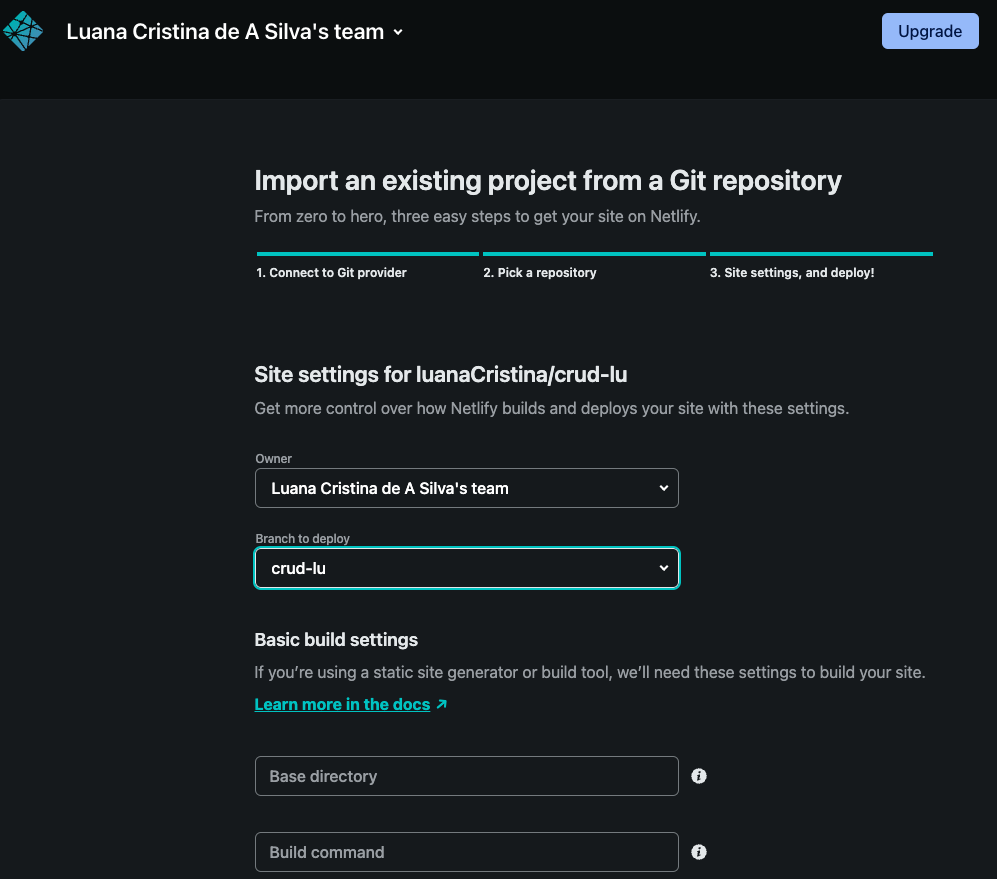 Luana Cristina de A Silva's team
Upgrade
Import an existing project from a Git repository
From zero to hero, three easy steps to get your site on Netlify.
1. Connect to Git provider
2. Pick a repository
3. Site settings, and deploy!
Site settings for luanaCristina/crud-lu
Get more control over how Netlify builds and deploys your site with these settings.
Owner
Luana Cristina de A Silva's team
Branch to deploy
crud-lu
Basic build settings
If you’re using a static site generator or build tool, we’ll need these settings to build your site.
Learn more in the docs
Base directory
Build command